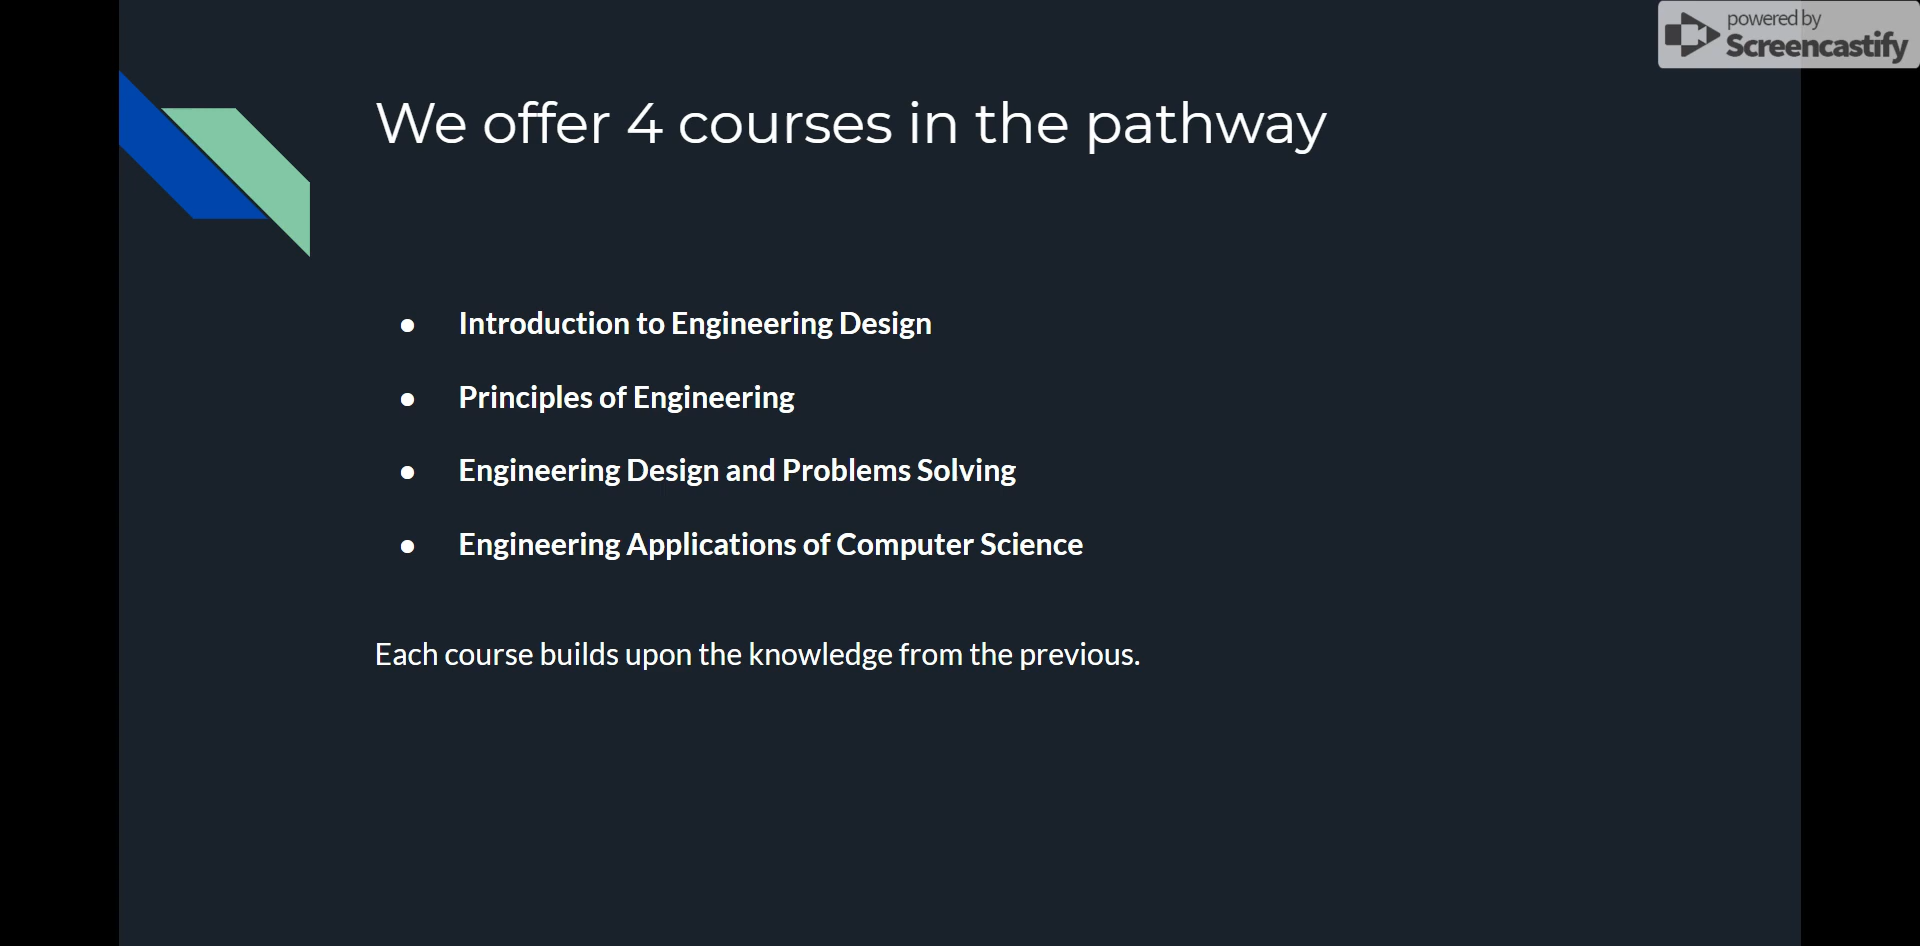 powered by
Screencastify
We offer 4 courses in the pathway
● Introduction to Engineering Design
● Principles of Engineering
● Engineering Design and Problems Solving
● Engineering Applications of Computer Science
Each course builds upon the knowledge from the previous.